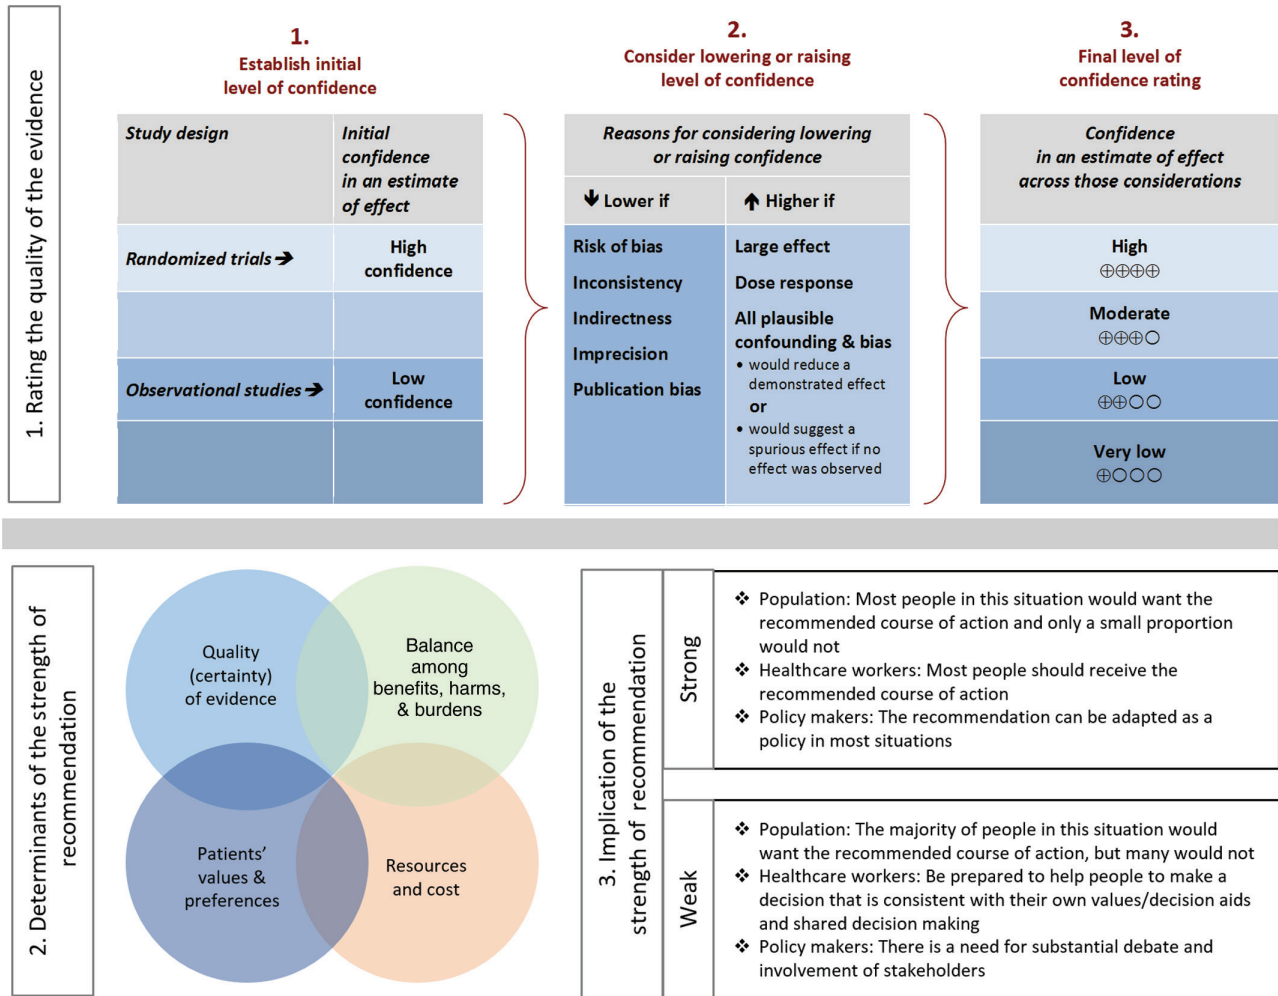 1. Rating the quality of the evidence
1.
Establish initial
level of confidence
Study design
Initial
confidence
in an estimate
of effect
Randomized trials ➔
High
confidence
Observational studies ➔
Low
confidence
2.
Consider lowering or raising
level of confidence
Reasons for considering lowering
or raising confidence
🡇 Lower if
🡅 Higher if
Risk of bias
Inconsistency
Indirectness
Imprecision
Publication bias
Large effect
Dose response
All plausible
confounding & bias
• would reduce a
demonstrated effect
or
• would suggest a
spurious effect if no
effect was observed
3.
Final level of
confidence rating
Confidence
in an estimate of effect
across those considerations
High
⊕⊕⊕⊕
Moderate
⊕⊕⊕○
Low
⊕⊕○○
Very low
⊕○○○
2. Determinants of the strength of
recommendation
Quality
(certainty)
of evidence
Balance
among
benefits, harms,
& burdens
Patients’
values &
preferences
Resources
and cost
3. Implication of the
strength of recommendation
Strong
❖ Population: Most people in this situation would want the
recommended course of action and only a small proportion
would not
❖ Healthcare workers: Most people should receive the
recommended course of action
❖ Policy makers: The recommendation can be adapted as a
policy in most situations
Weak
❖ Population: The majority of people in this situation would
want the recommended course of action, but many would not
❖ Healthcare workers: Be prepared to help people to make a
decision that is consistent with their own values/decision aids
and shared decision making
❖ Policy makers: There is a need for substantial debate and
involvement of stakeholders